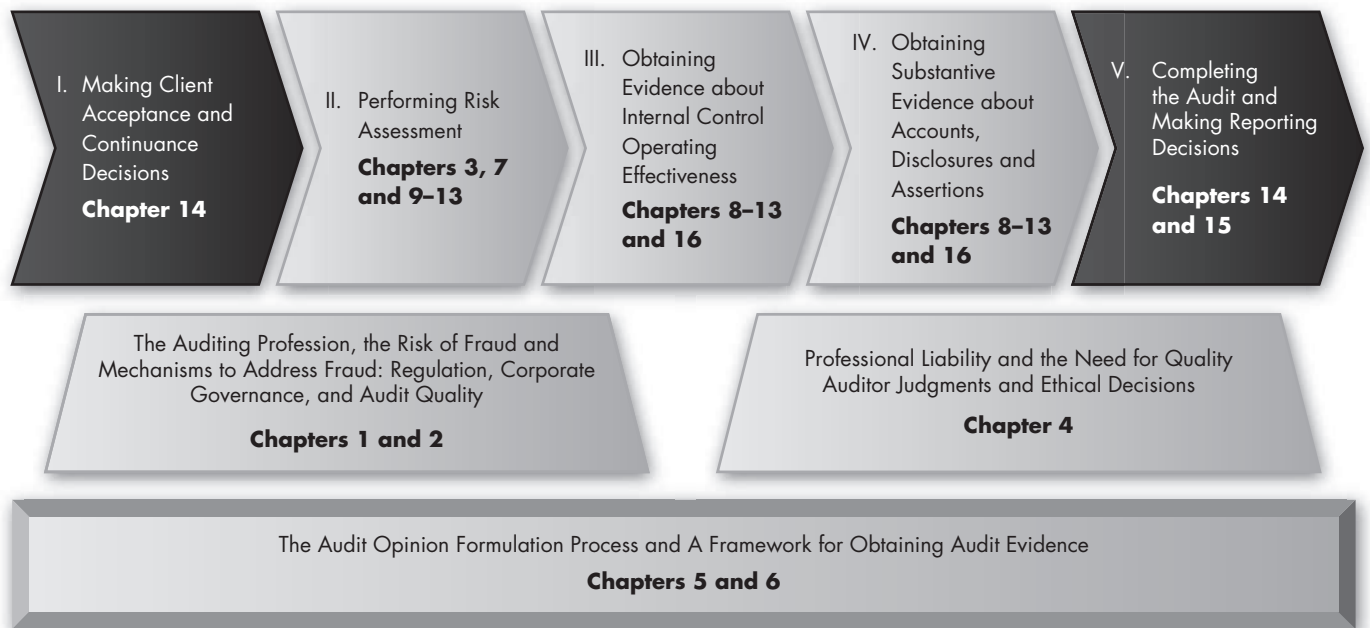 I. Making Client
Acceptance and
Continuance
Decisions
Chapter 14
II. Performing Risk
Assessment
Chapters 3, 7
and 9–13
III. Obtaining
Evidence about
Internal Control
Operating
Effectiveness
Chapters 8–13
and 16
IV. Obtaining
Substantive
Evidence about
Accounts,
Disclosures and
Assertions
Chapters 8–13
and 16
V. Completing
the Audit and
Making Reporting
Decisions
Chapters 14
and 15
The Auditing Profession, the Risk of Fraud and
Mechanisms to Address Fraud: Regulation, Corporate
Governance, and Audit Quality
Chapters 1 and 2
Professional Liability and the Need for Quality
Auditor Judgments and Ethical Decisions
Chapter 4
The Audit Opinion Formulation Process and A Framework for Obtaining Audit Evidence
Chapters 5 and 6